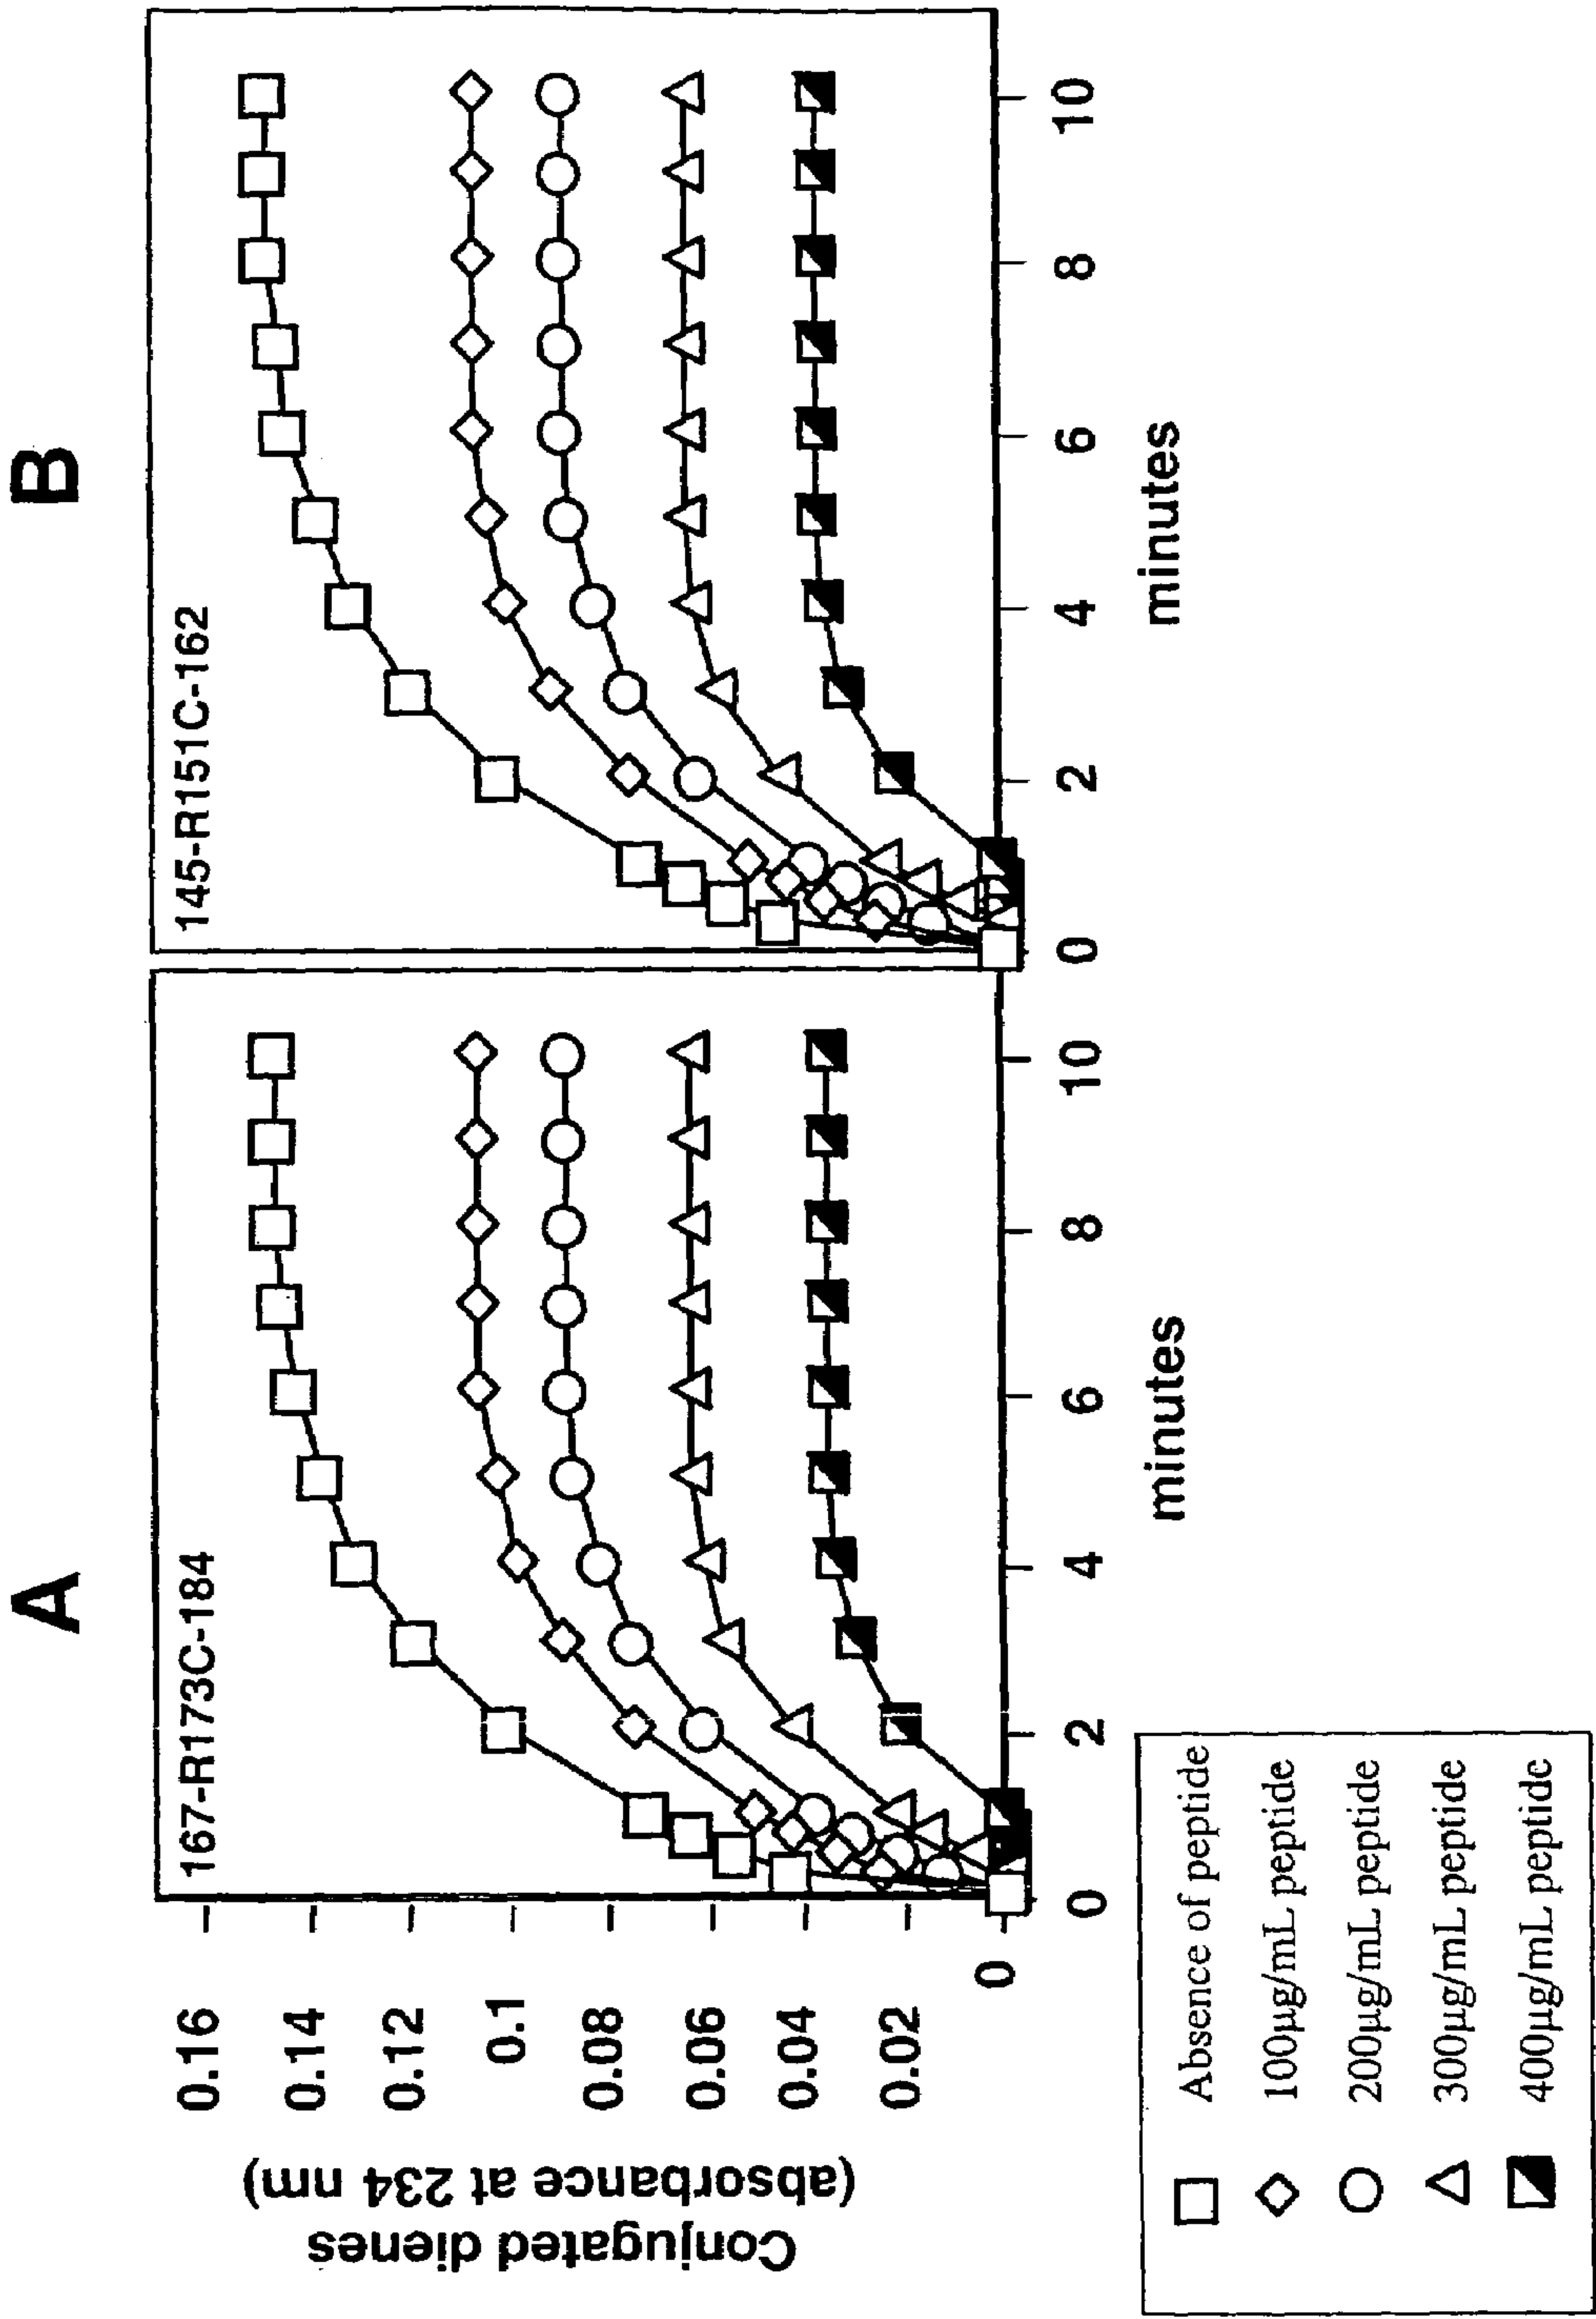 A
B
167-R173C-184
145-R151C-162
Conjugated dienes
(absorbance at 234 nm)
0.16
0.14
0.12
0.1
0.08
0.06
0.04
0.02
0
0 2 4 6 8 10
0 2 4 6 8 10
minutes
minutes
Absence of peptide
100µg/mL peptide
200µg/mL peptide
300µg/mL peptide
400µg/mL peptide